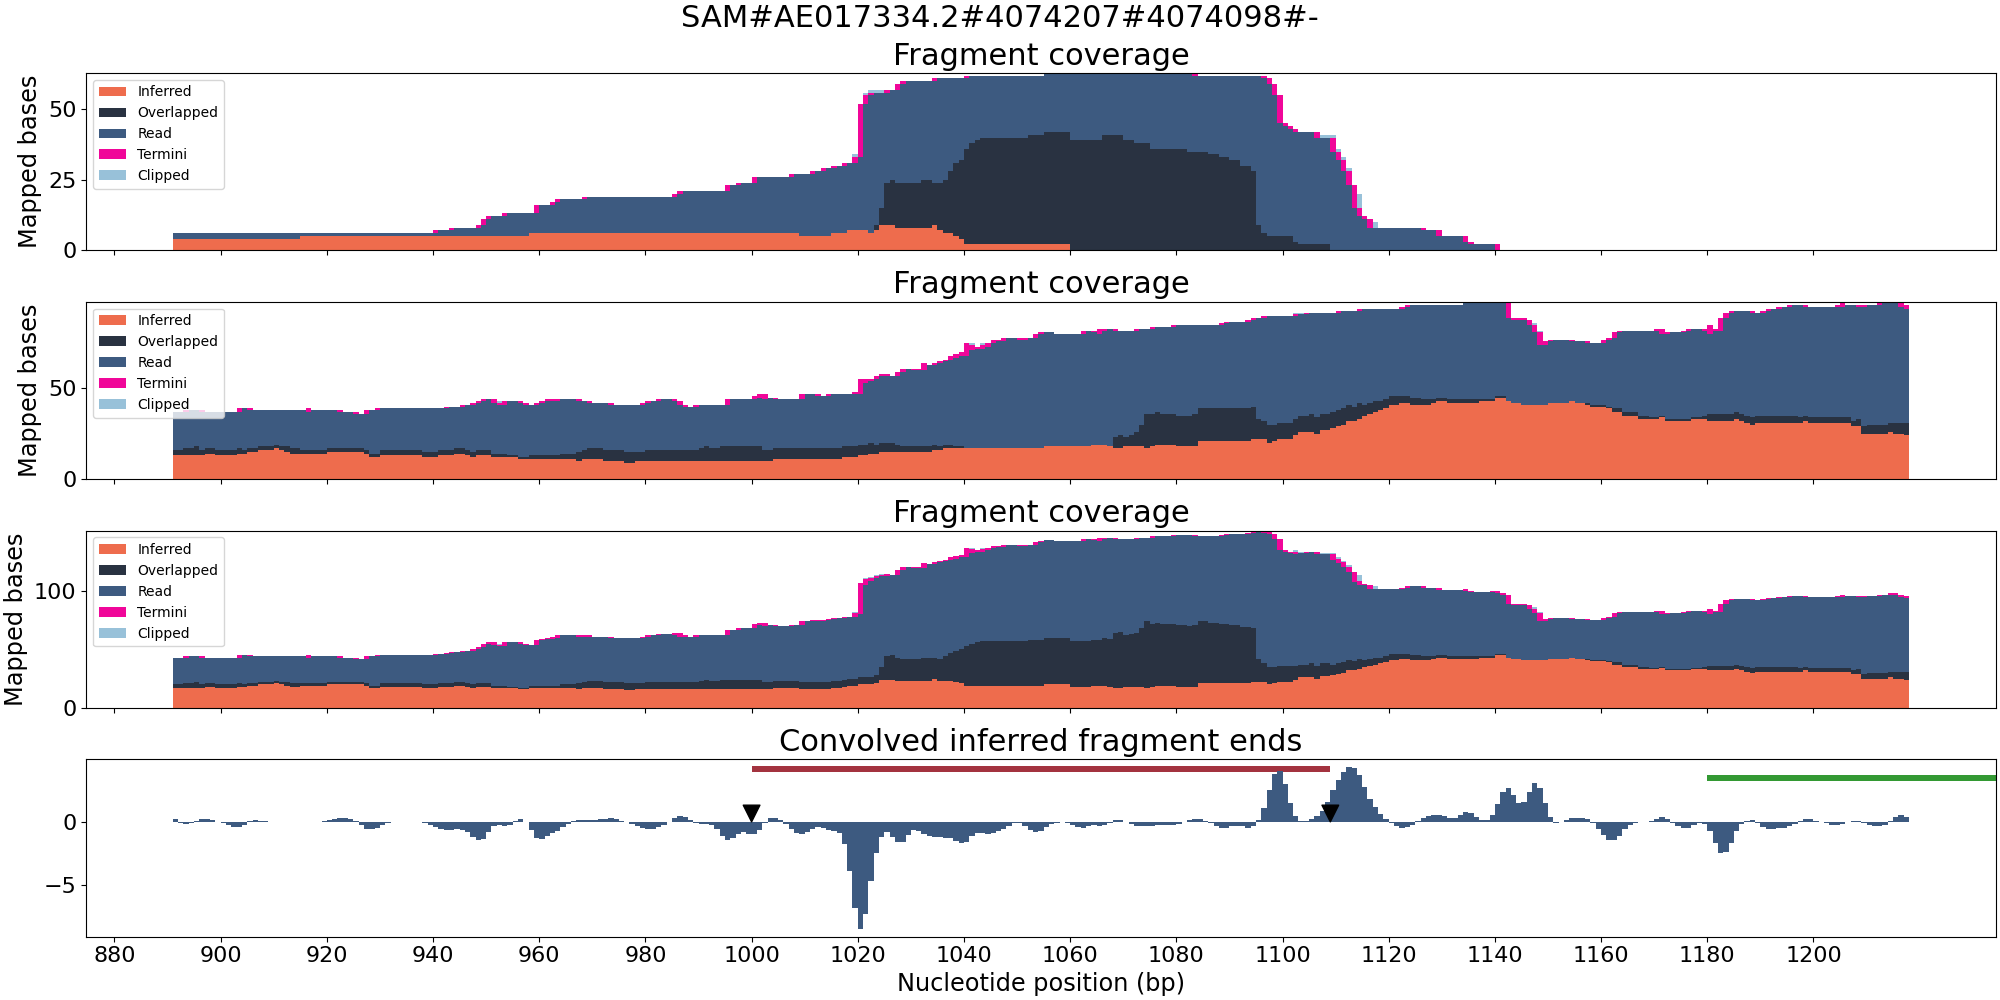 SAM#AE017334.2#4074207#4074098#-
Fragment coverage
Mapped bases
50
25
0
Inferred
Overlapped
Read
Termini
Clipped
Fragment coverage
Mapped bases
50
0
Inferred
Overlapped
Read
Termini
Clipped
Fragment coverage
Mapped bases
100
0
Inferred
Overlapped
Read
Termini
Clipped
Convolved inferred fragment ends
0
−5
880 900 920 940 960 980 1000 1020 1040 1060 1080 1100 1120 1140 1160 1180 1200
Nucleotide position (bp)